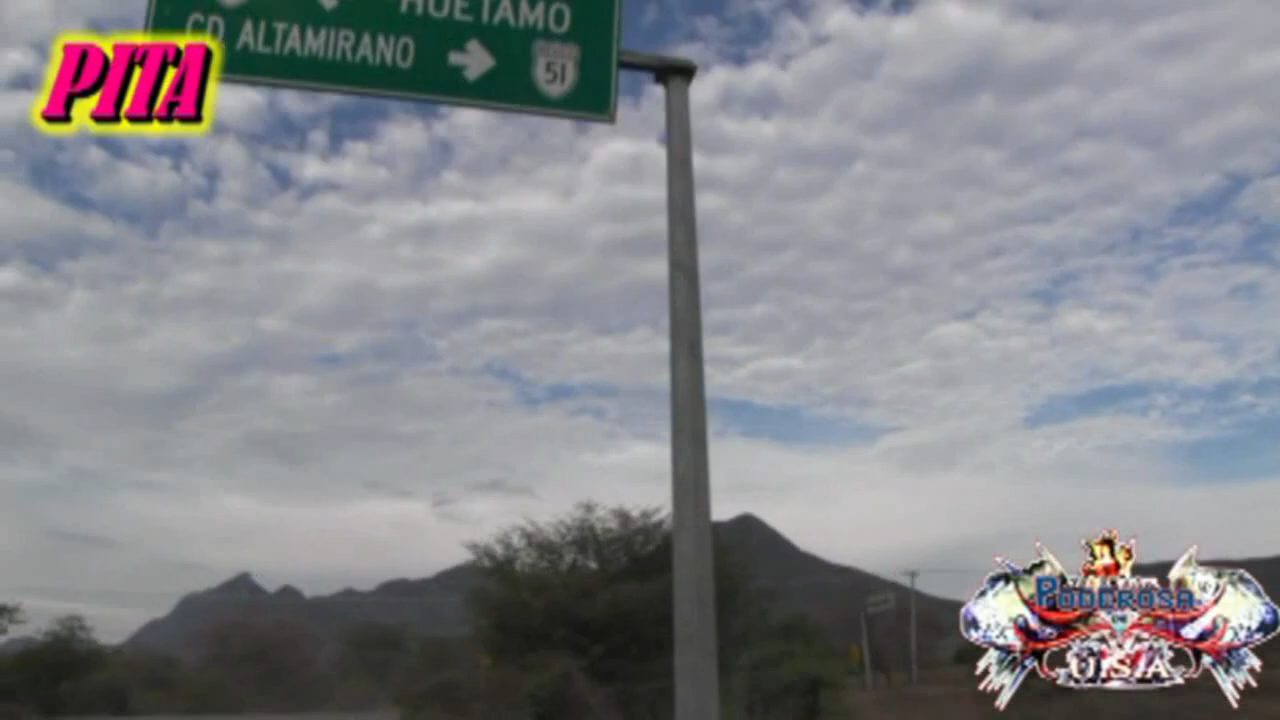 HUETAMO
CD ALTAMIRANO
51
PITA
PODEROSA
U.S.A